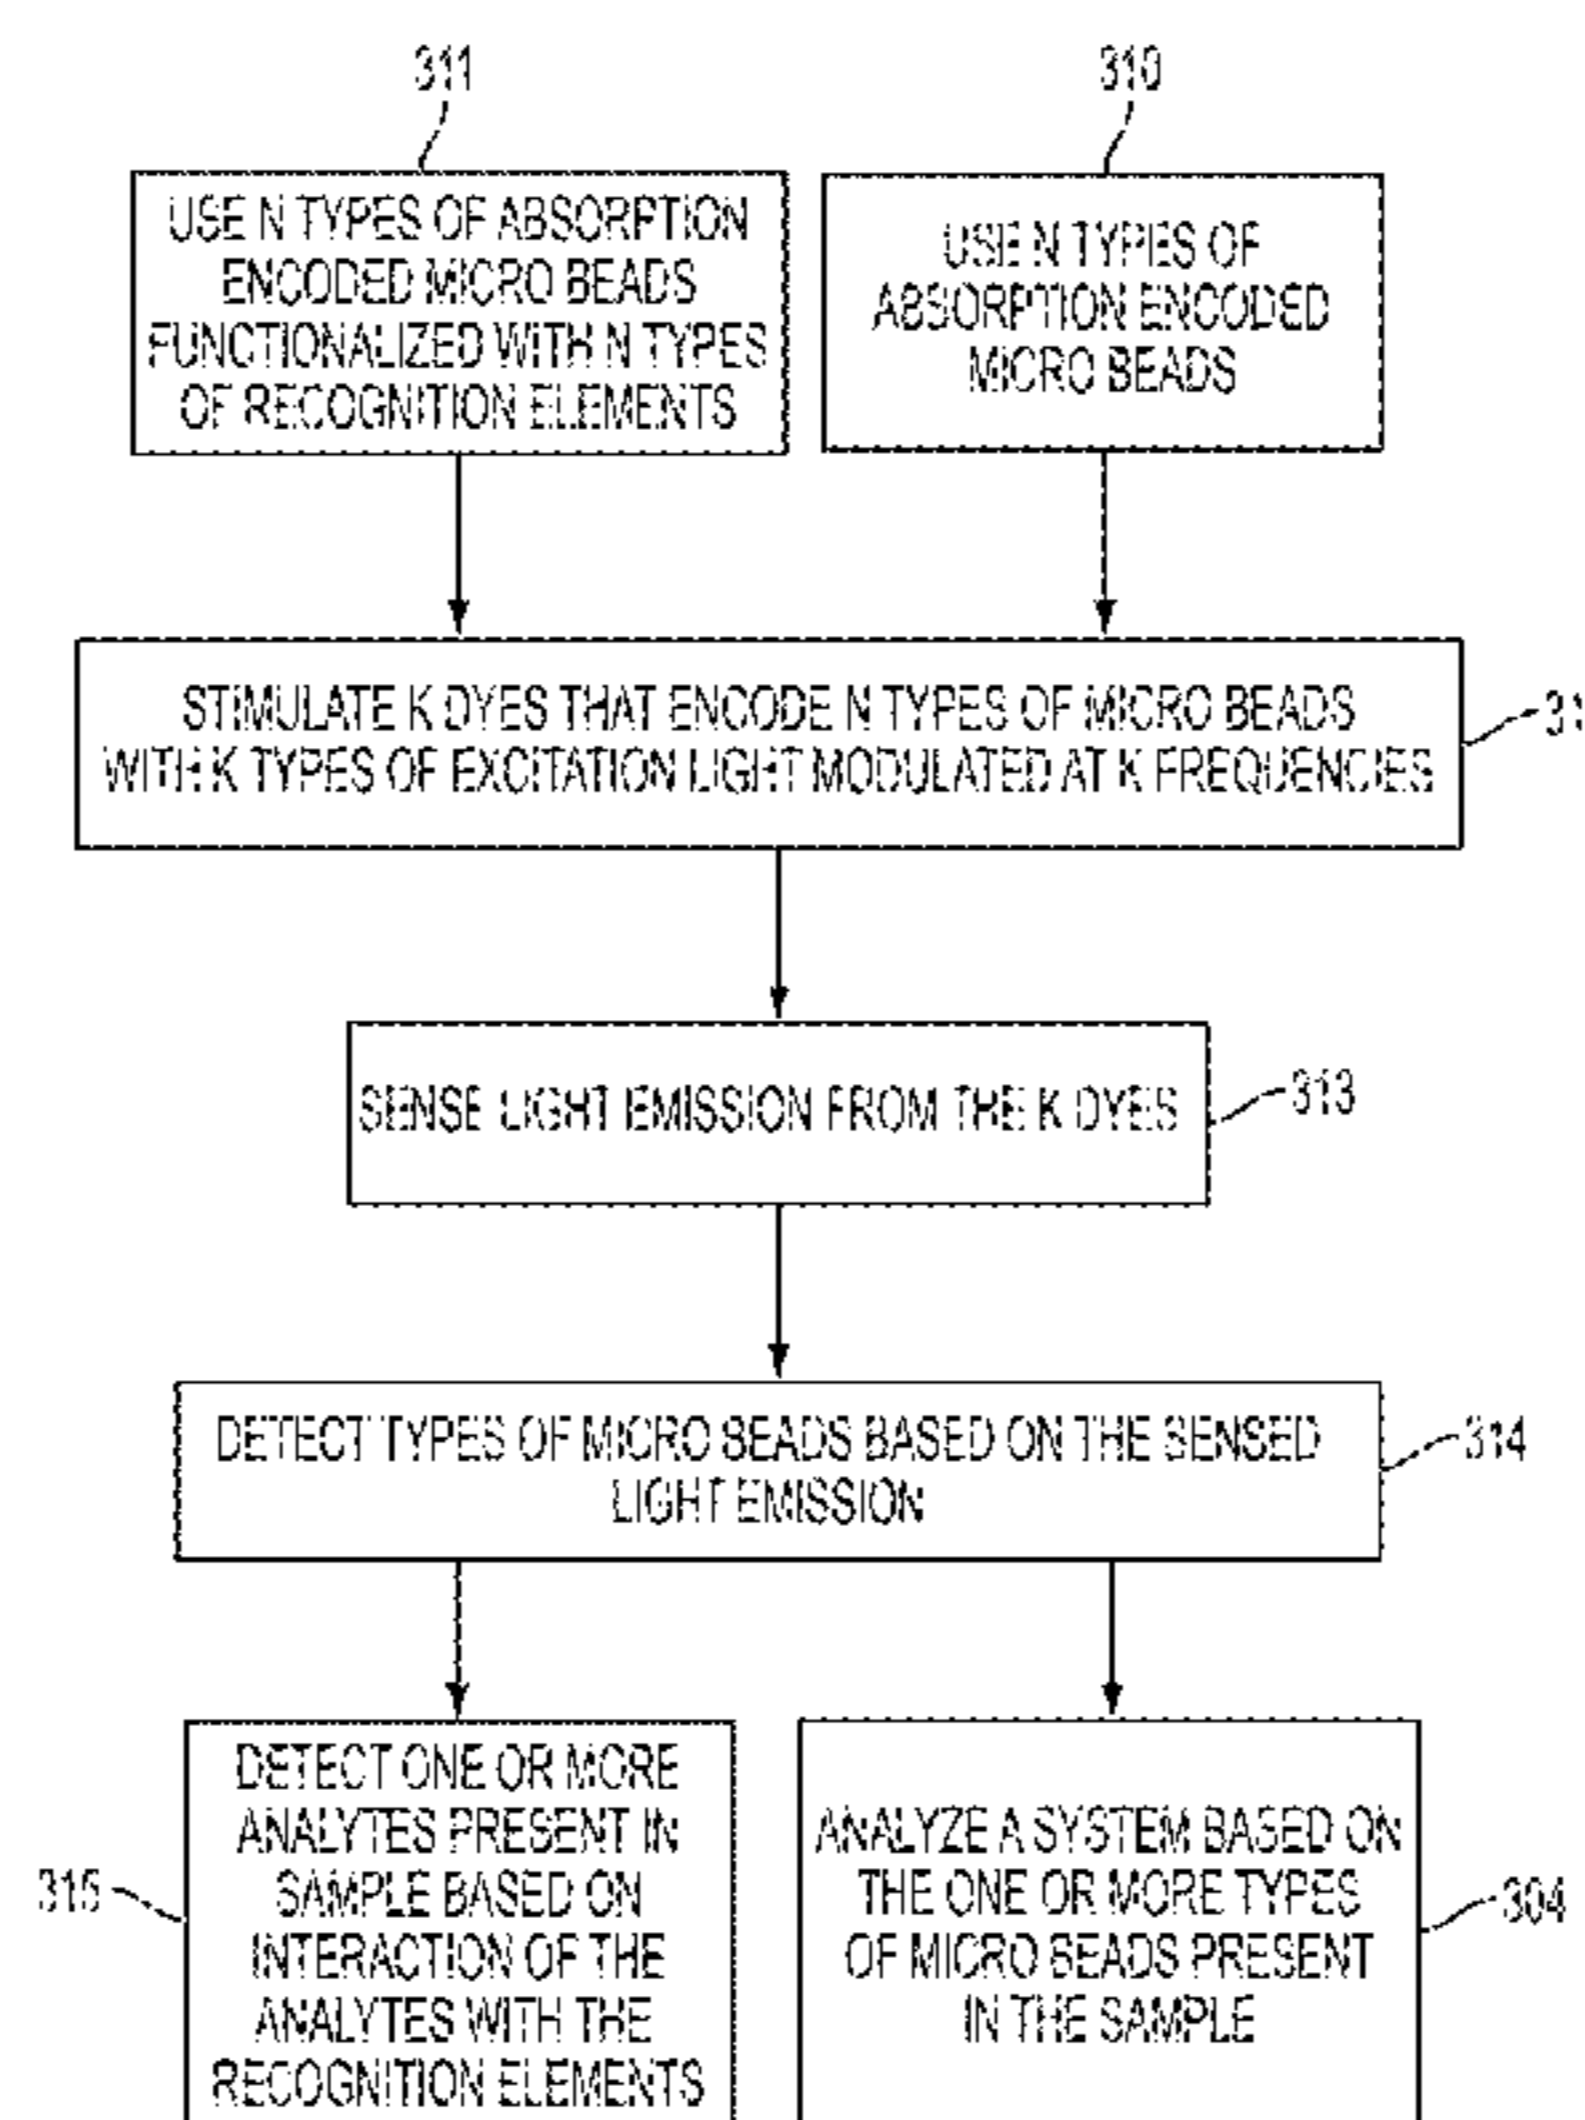 311
310
USE N TYPES OF ABSORPTION
ENCODED MICRO BEADS
FUNCTIONALIZED WITH N TYPES
OF RECOGNITION ELEMENTS
USE N TYPES OF
ABSORPTION ENCODED
MICRO BEADS
STIMULATE K DYES THAT ENCODE N TYPES OF MICRO BEADS
WITH K TYPES OF EXCITATION LIGHT MODULATED AT K FREQUENCIES
SENSE LIGHT EMISSION FROM THE K DYES
313
DETECT TYPES OF MICRO BEADS BASED ON THE SENSED
LIGHT EMISSION
314
DETECT ONE OR MORE
ANALYTES PRESENT IN
SAMPLE BASED ON
INTERACTION OF THE
ANALYTES WITH THE
RECOGNITION ELEMENTS
315
ANALYZE A SYSTEM BASED ON
THE ONE OR MORE TYPES
OF MICRO BEADS PRESENT
IN THE SAMPLE
304